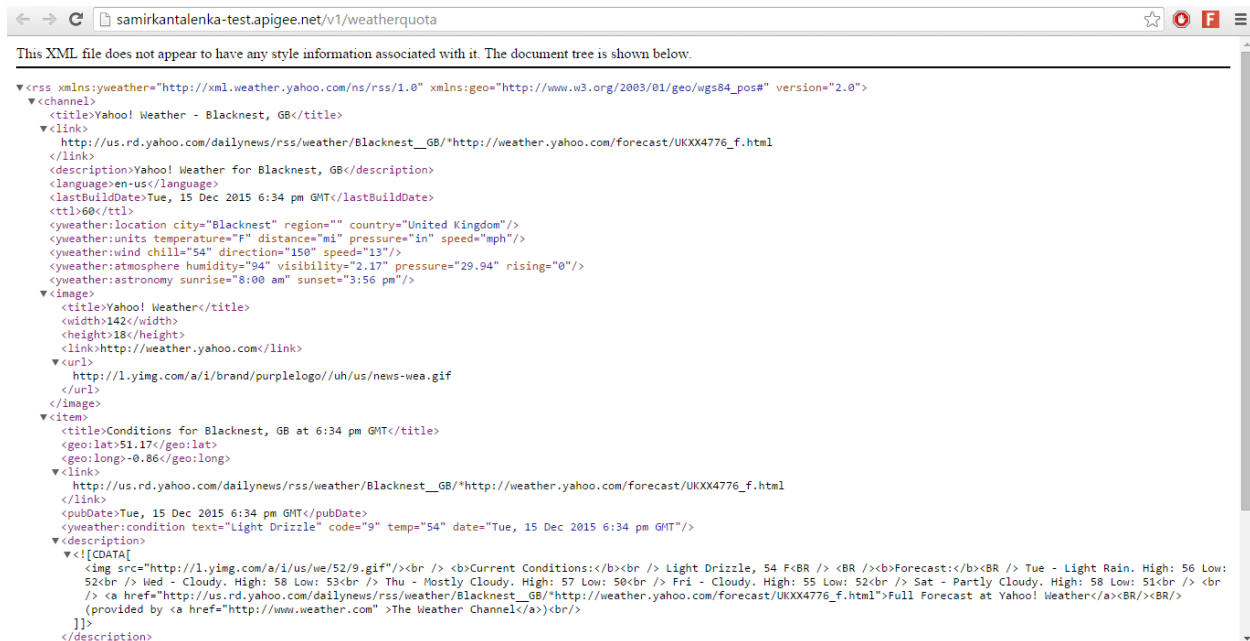 samirkantalenka-test.apigee.net/v1/weatherquota
This XML file does not appear to have any style information associated with it. The document tree is shown below.
▼<rss xmlns:yweather="http://xml.weather.yahoo.com/ns/rss/1.0" xmlns:geo="http://www.w3.org/2003/01/geo/wgs84_pos#" version="2.0">
▼<channel>
<title>Yahoo! Weather - Blacknest, GB</title>
▼<link>
http://us.rd.yahoo.com/dailynews/rss/weather/Blacknest__GB/*http://weather.yahoo.com/forecast/UKXX4776_f.html
</link>
<description>Yahoo! Weather for Blacknest, GB</description>
<language>en-us</language>
<lastBuildDate>Tue, 15 Dec 2015 6:34 pm GMT</lastBuildDate>
<ttl>60</ttl>
<yweather:location city="Blacknest" region="" country="United Kingdom"/>
<yweather:units temperature="F" distance="mi" pressure="in" speed="mph"/>
<yweather:wind chill="54" direction="150" speed="13"/>
<yweather:atmosphere humidity="94" visibility="2.17" pressure="29.94" rising="0"/>
<yweather:astronomy sunrise="8:00 am" sunset="3:56 pm"/>
▼<image>
<title>Yahoo! Weather</title>
<width>142</width>
<height>18</height>
<link>http://weather.yahoo.com</link>
▼<url>
http://l.yimg.com/a/i/brand/purplelogo//uh/us/news-wea.gif
</url>
</image>
▼<item>
<title>Conditions for Blacknest, GB at 6:34 pm GMT</title>
<geo:lat>51.17</geo:lat>
<geo:long>-0.86</geo:long>
▼<link>
http://us.rd.yahoo.com/dailynews/rss/weather/Blacknest__GB/*http://weather.yahoo.com/forecast/UKXX4776_f.html
</link>
<pubDate>Tue, 15 Dec 2015 6:34 pm GMT</pubDate>
<yweather:condition text="Light Drizzle" code="9" temp="54" date="Tue, 15 Dec 2015 6:34 pm GMT"/>
▼<description>
▼<![CDATA[
<img src="http://l.yimg.com/a/i/us/we/52/9.gif"/><br /> <b>Current Conditions:</b><br /> Light Drizzle, 54 F<BR /> <BR /><b>Forecast:</b><BR /> Tue - Light Rain. High: 56 Low:
52<br /> Wed - Cloudy. High: 58 Low: 53<br /> Thu - Mostly Cloudy. High: 57 Low: 50<br /> Fri - Cloudy. High: 55 Low: 52<br /> Sat - Partly Cloudy. High: 58 Low: 51<br /> <br
/> <a href="http://us.rd.yahoo.com/dailynews/rss/weather/Blacknest__GB/*http://weather.yahoo.com/forecast/UKXX4776_f.html">Full Forecast at Yahoo! Weather</a><BR/><BR/>
(provided by <a href="http://www.weather.com" >The Weather Channel</a>)<br/>
]]>
</description>